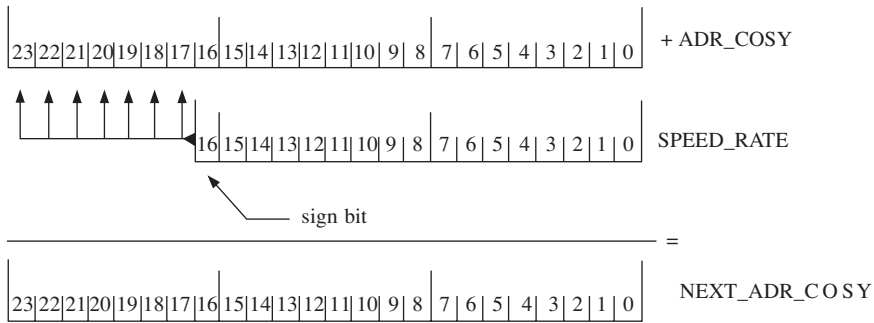 23|22|21|20|19|18|17|16|15|14|13|12|11|10|9|8|7|6|5|4|3|2|1|0 + ADR_COSY
16|15|14|13|12|11|10|9|8|7|6|5|4|3|2|1|0 SPEED_RATE
sign bit
=
23|22|21|20|19|18|17|16|15|14|13|12|11|10|9|8|7|6|5|4|3|2|1|0 NEXT_ADR_COSY